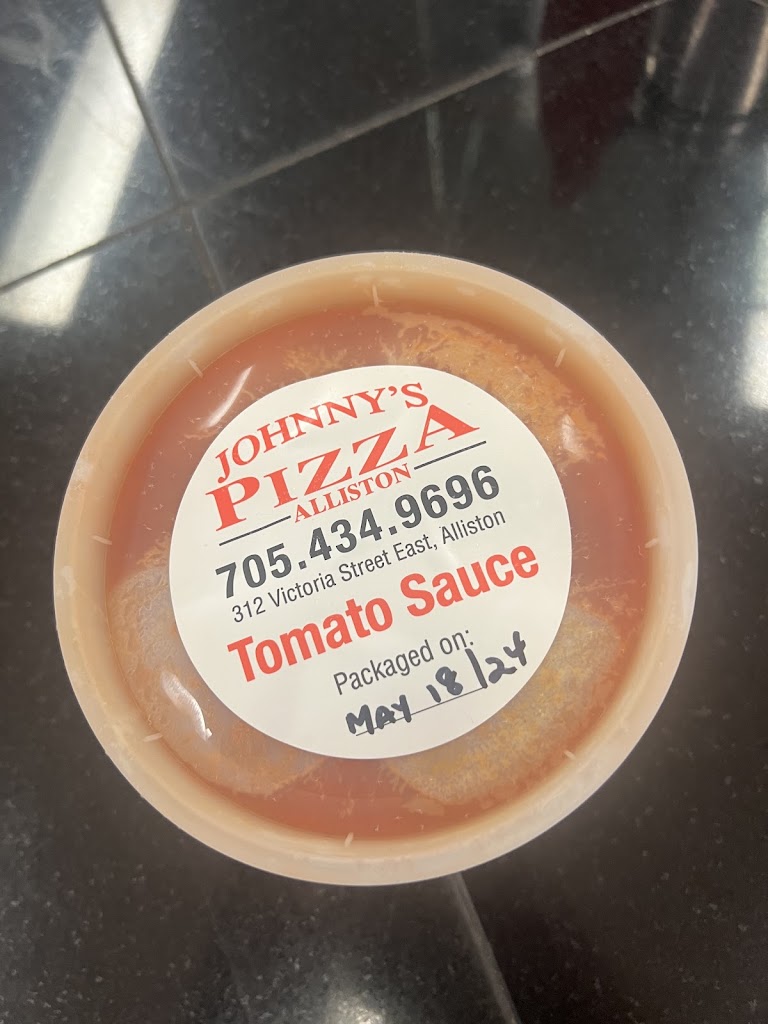 JOHNNY'S
PIZZA
ALLISTON
705.434.9696
312 Victoria Street East, Alliston
Tomato Sauce
Packaged on:
MAY 18/24